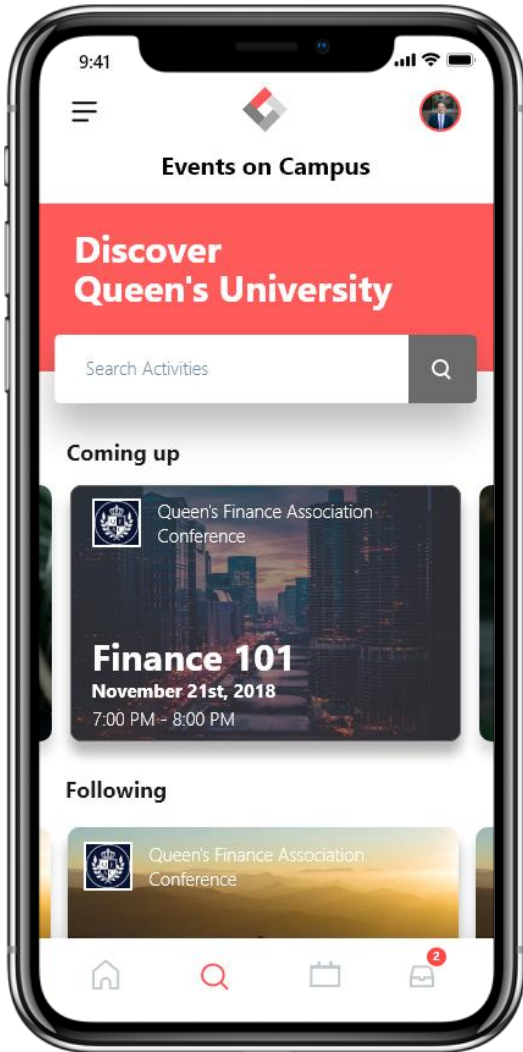 9:41
Events on Campus
Discover
Queen's University
Search Activities
Coming up
Queen's Finance Association
Conference
Finance 101
November 21st, 2018
7:00 PM - 8:00 PM
Following
Queen's Finance Association
Conference
2